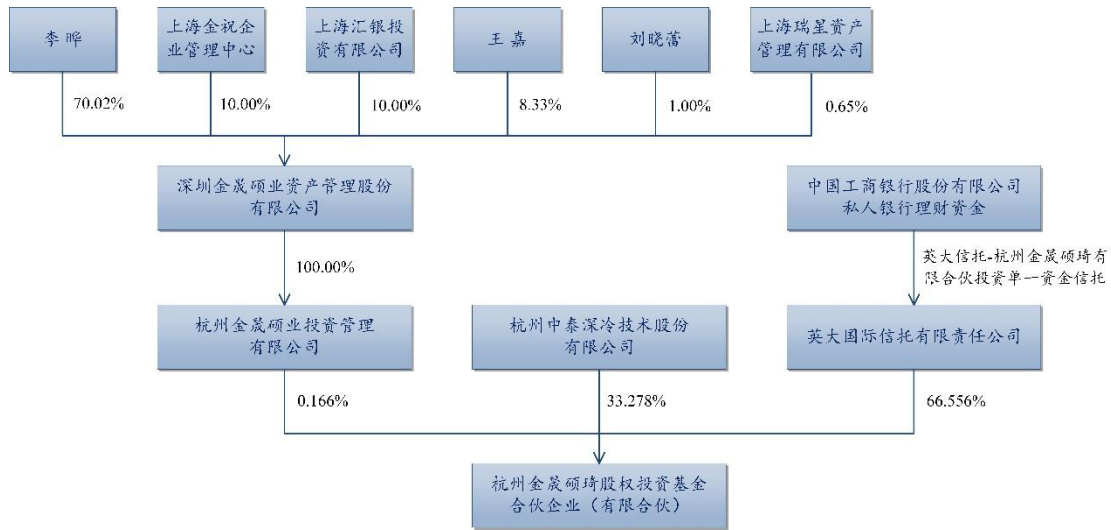 李 晔
上海金祝企
业管理中心
上海汇银投
资有限公司
王 嘉
刘晓蕾
上海瑞星资产
管理有限公司
70.02%
10.00%
10.00%
8.33%
1.00%
0.65%
深圳金晟硕业资产管理股份
有限公司
中国工商银行股份有限公司
私人银行理财资金
100.00%
英大信托-杭州金晟硕琦有
限合伙投资单一资金信托
杭州金晟硕业投资管理
有限公司
杭州中泰深冷技术股份
有限公司
英大国际信托有限责任公司
0.166%
33.278%
66.556%
杭州金晟硕琦股权投资基金
合伙企业（有限合伙）